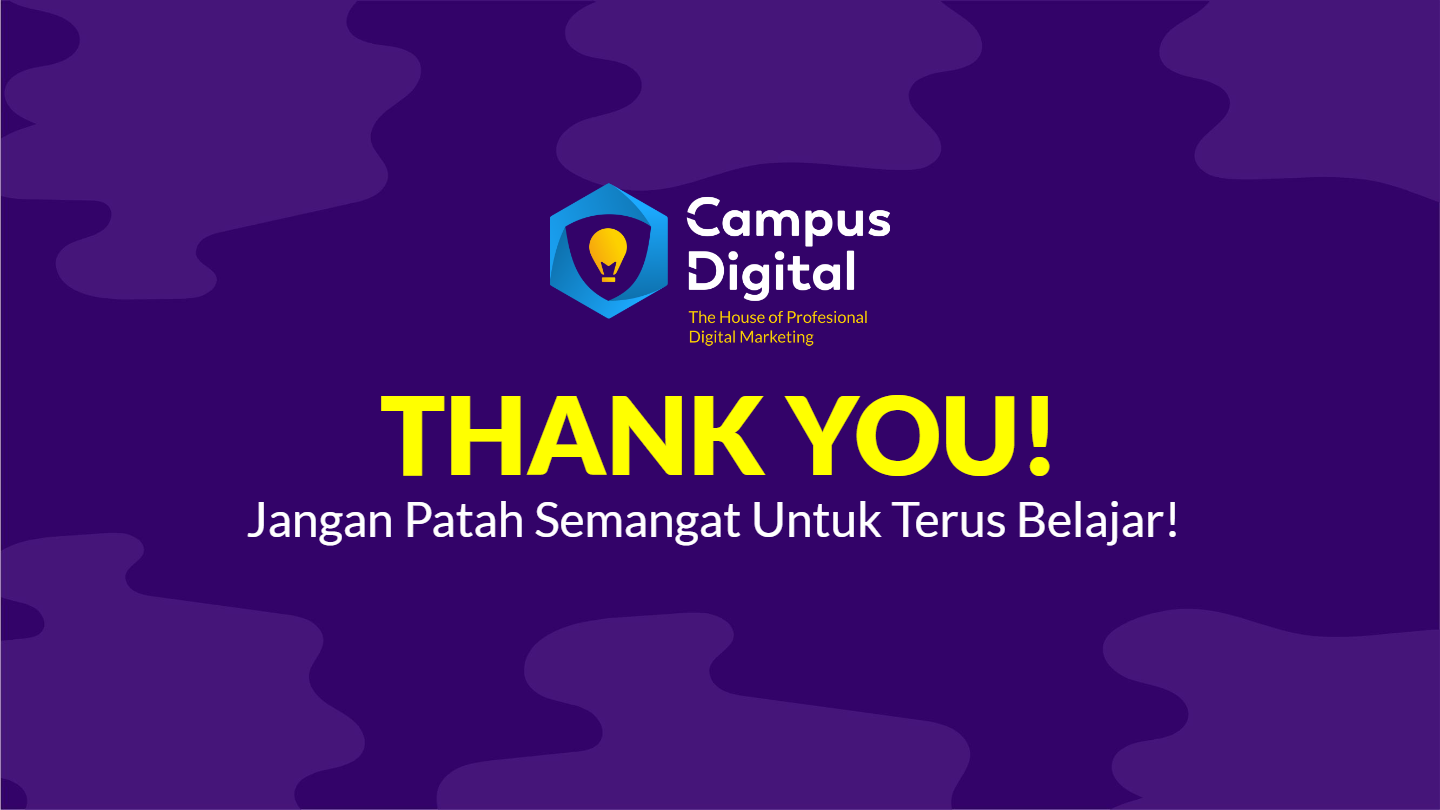 Campus
Digital
The House of Profesional
Digital Marketing
THANK YOU!
Jangan Patah Semangat Untuk Terus Belajar!